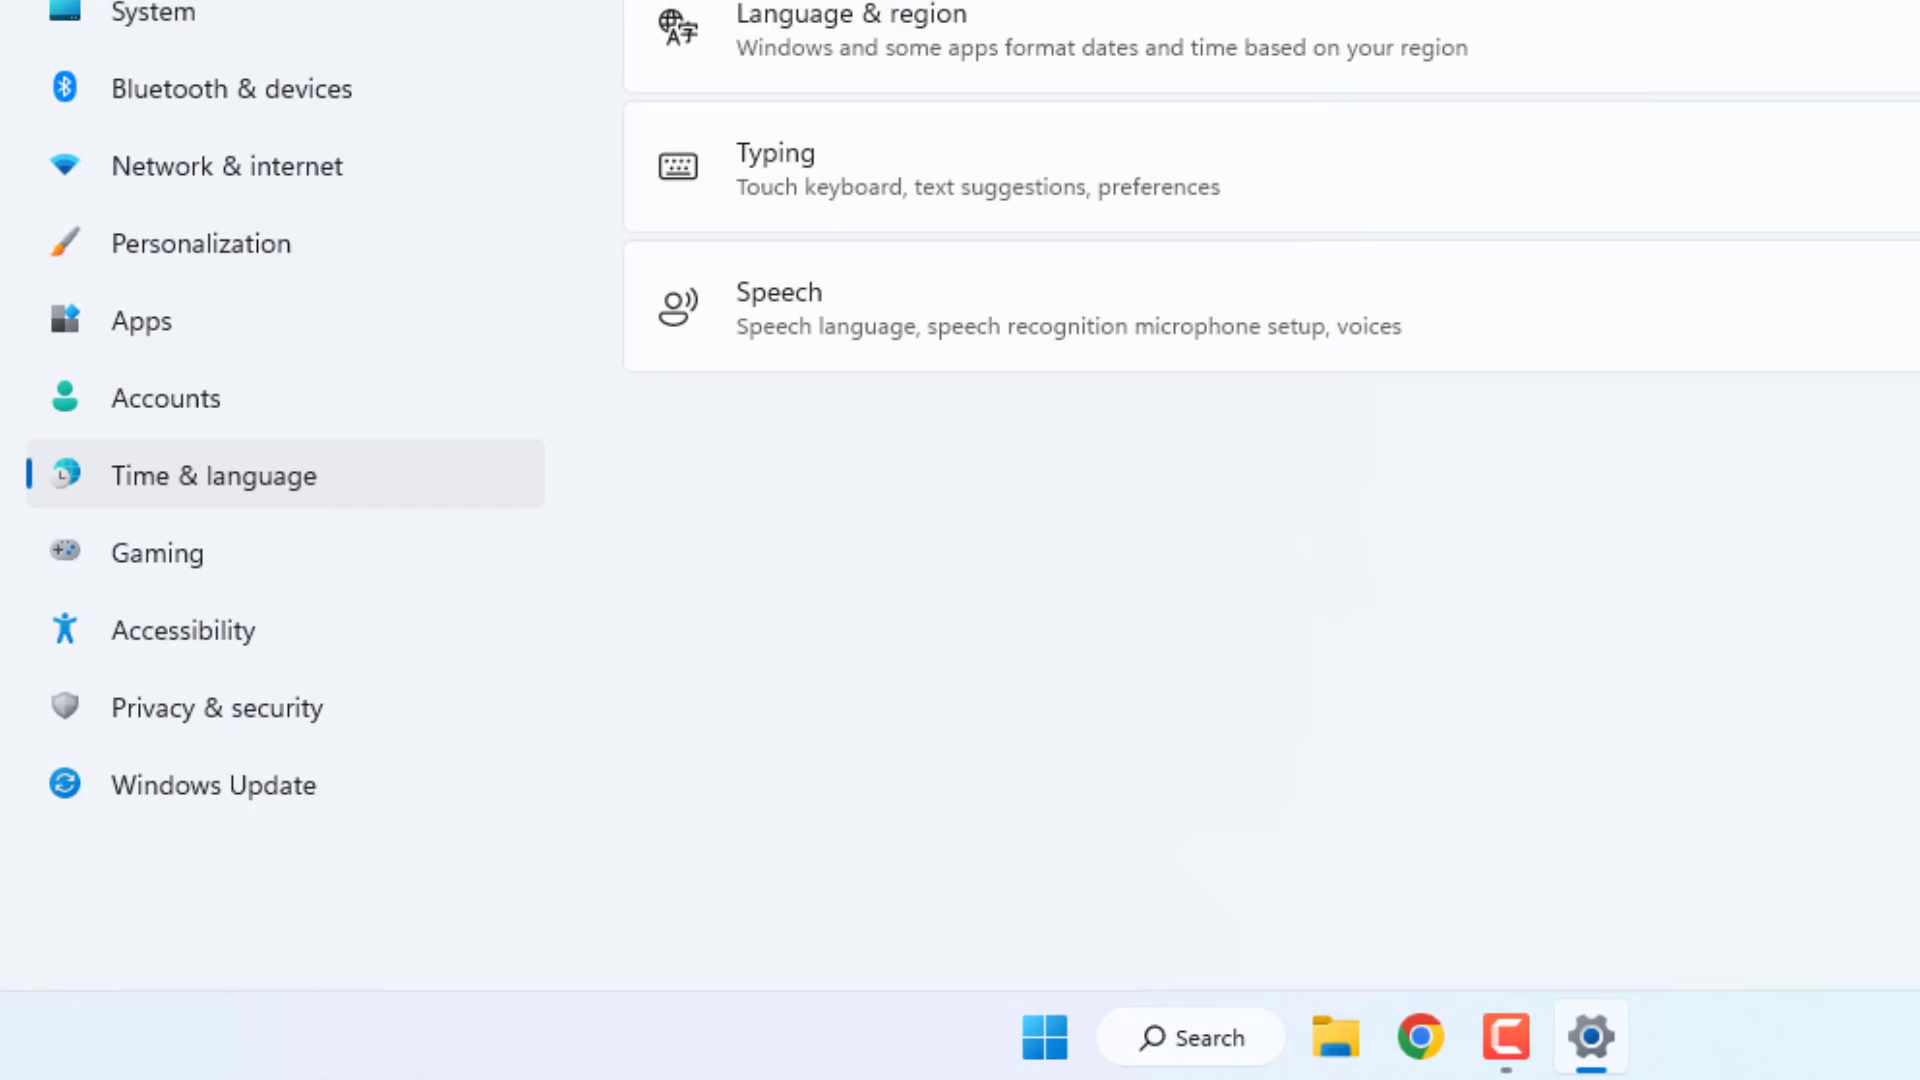 System
Bluetooth & devices
Network & internet
Personalization
Apps
Accounts
Time & language
Gaming
Accessibility
Privacy & security
Windows Update
Language & region
Windows and some apps format dates and time based on your region
Typing
Touch keyboard, text suggestions, preferences
Speech
Speech language, speech recognition microphone setup, voices
Search